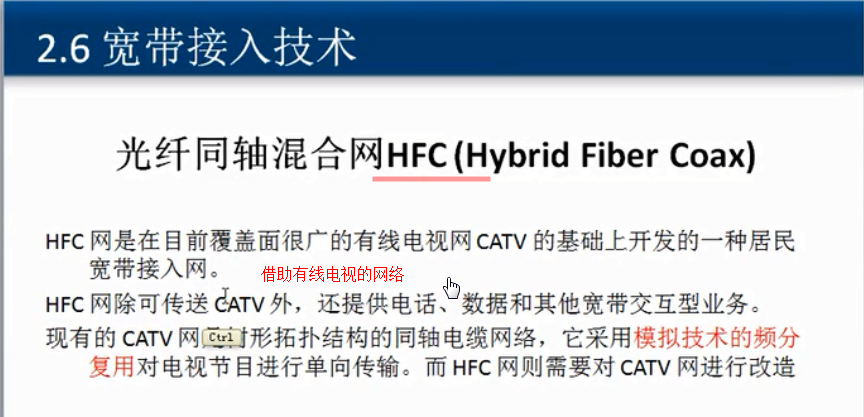 2.6 宽带接入技术
光纤同轴混合网HFC (Hybrid Fiber Coax)
HFC 网是在目前覆盖面很广的有线电视网 CATV 的基础上开发的一种居民
宽带接入网。
借助有线电视的网络
HFC 网除可传送 CATV 外，还提供电话、数据和其他宽带交互型业务。
现有的 CATV 网 Ctrl 形拓扑结构的同轴电缆网络，它采用模拟技术的频分
复用对电视节目进行单向传输。而 HFC 网则需要对 CATV 网进行改造